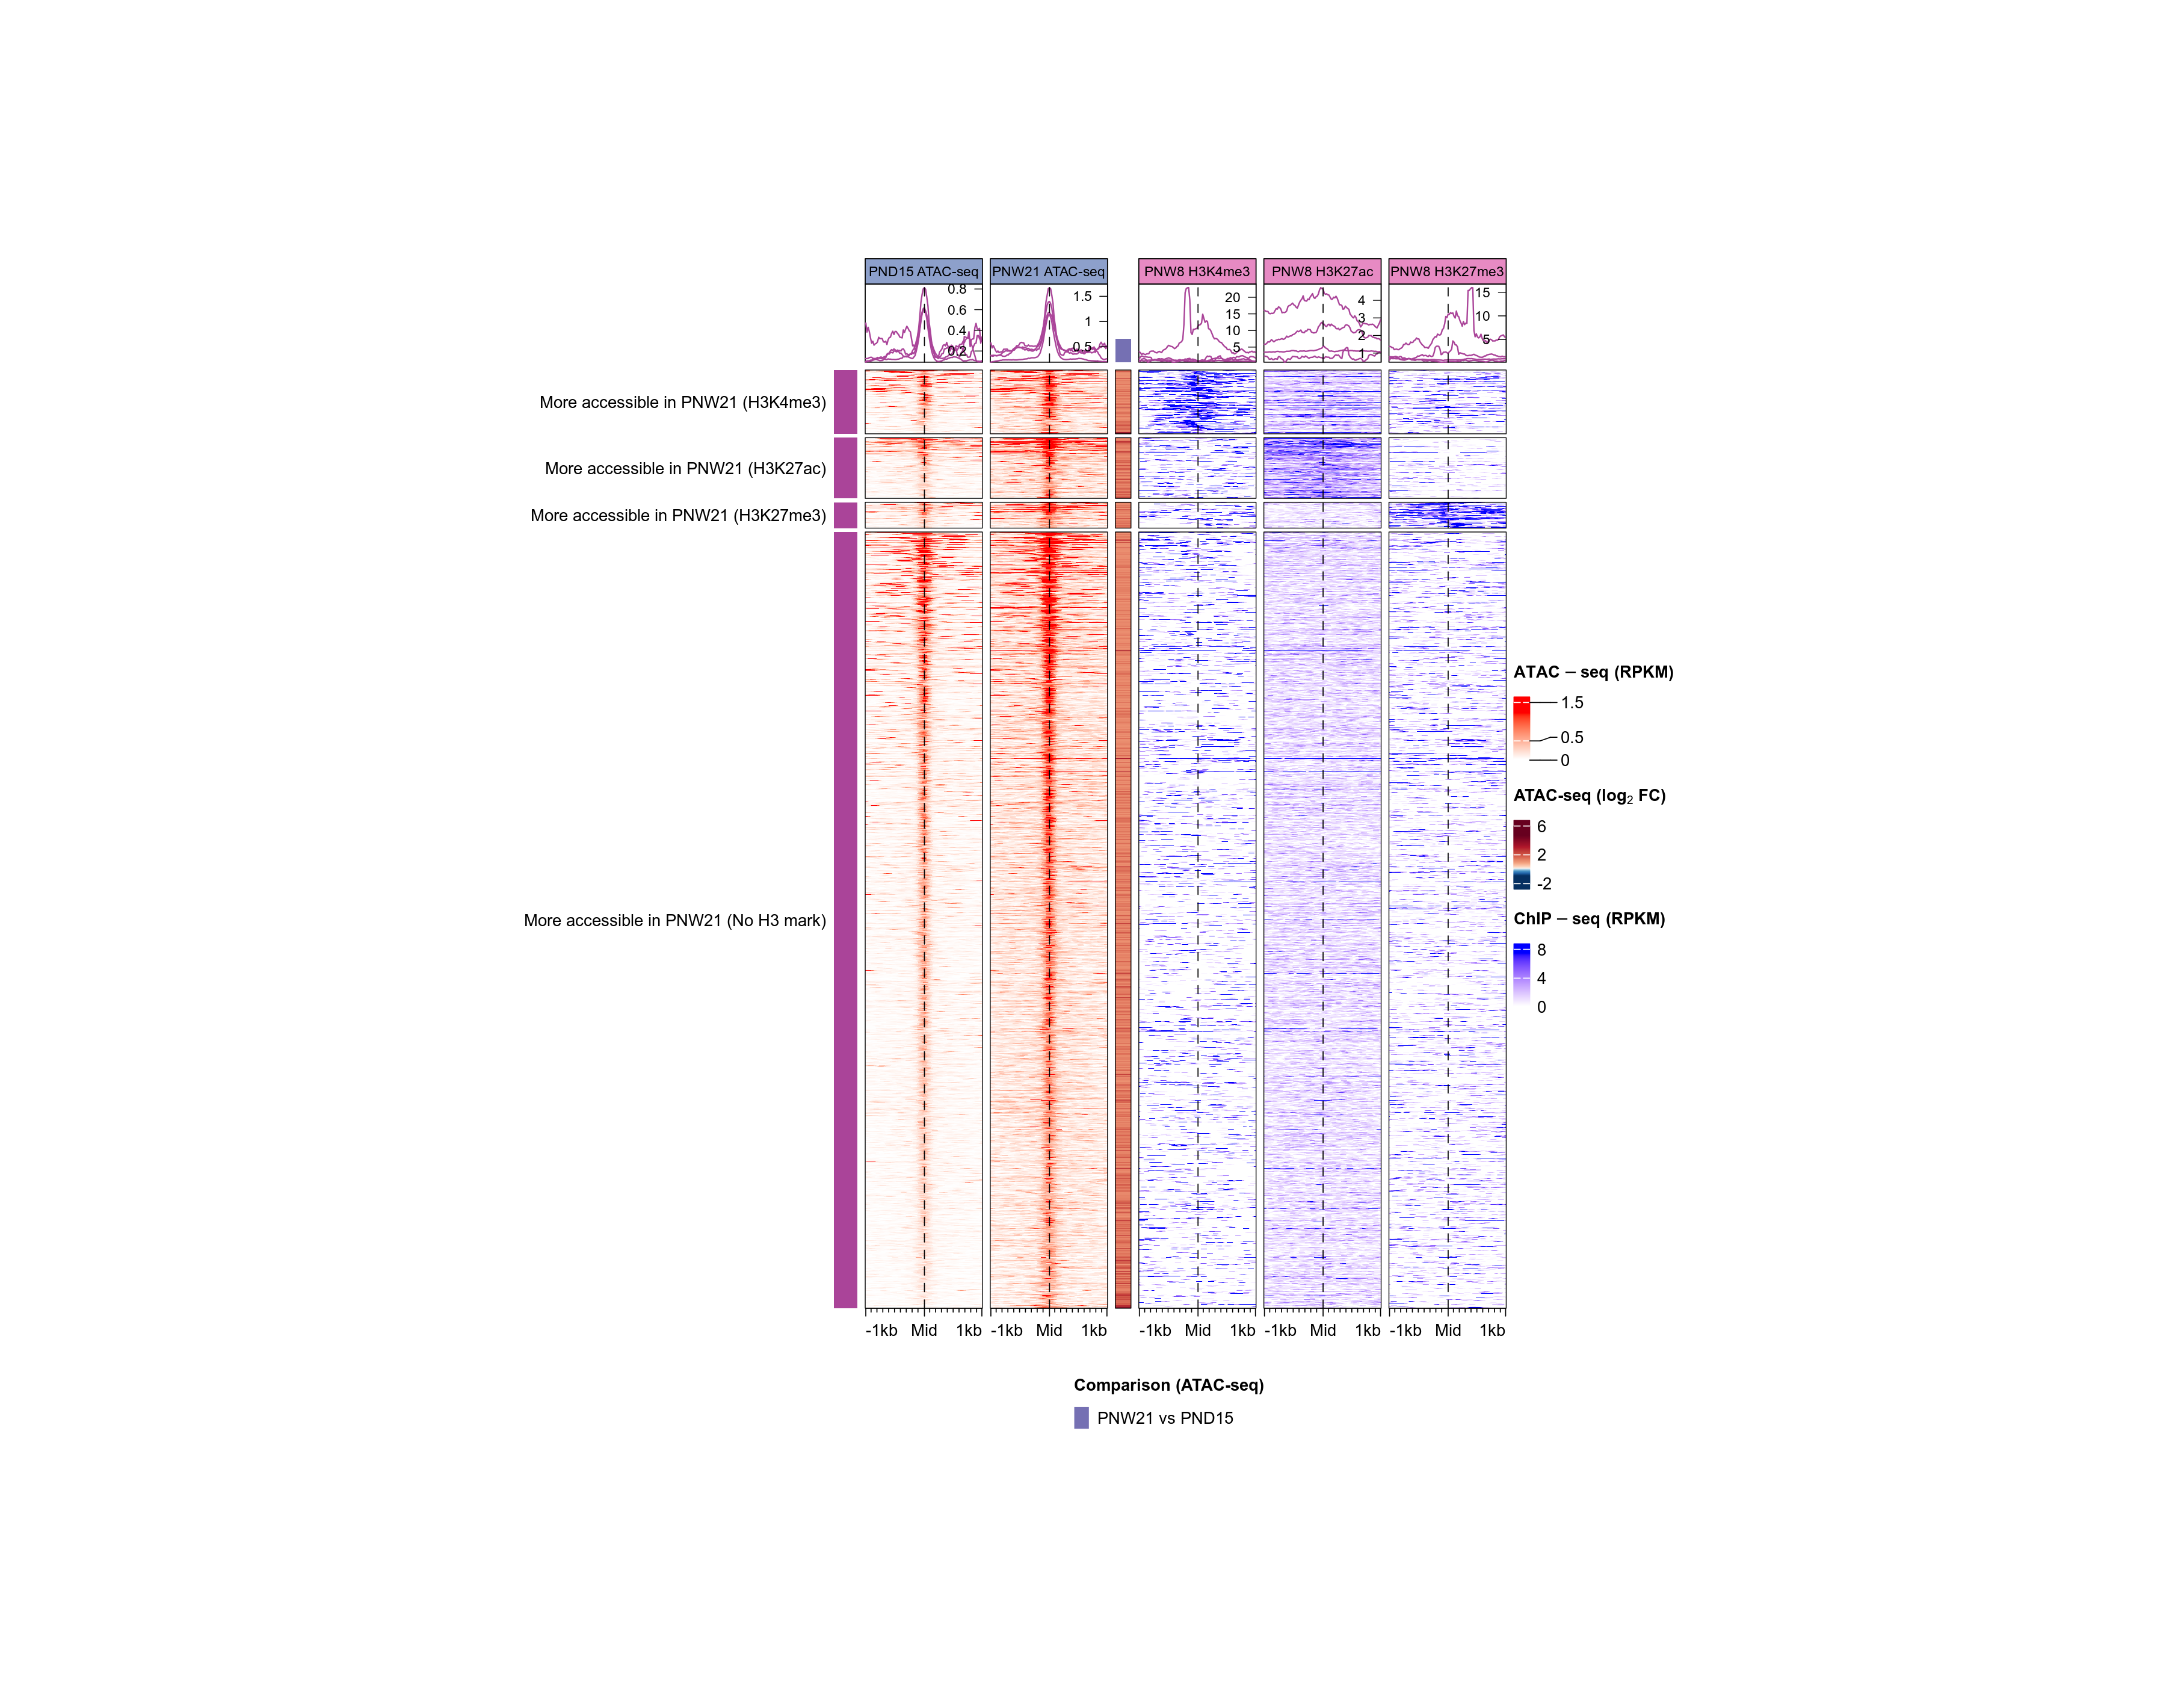 PND15 ATAC-seq
PNW21 ATAC-seq
PNW8 H3K4me3
PNW8 H3K27ac
PNW8 H3K27me3
0.8
0.6
0.4
0.2
1.5
1
0.5
20
15
10
5
4
3
2
1
15
10
5
More accessible in PNW21 (H3K4me3)
More accessible in PNW21 (H3K27ac)
More accessible in PNW21 (H3K27me3)
More accessible in PNW21 (No H3 mark)
ATAC – seq (RPKM)
1.5
0.5
0
ATAC-seq (log₂ FC)
6
2
-2
ChIP – seq (RPKM)
8
4
0
-1kb Mid 1kb
-1kb Mid 1kb
-1kb Mid 1kb
-1kb Mid 1kb
-1kb Mid 1kb
Comparison (ATAC-seq)
PNW21 vs PND15